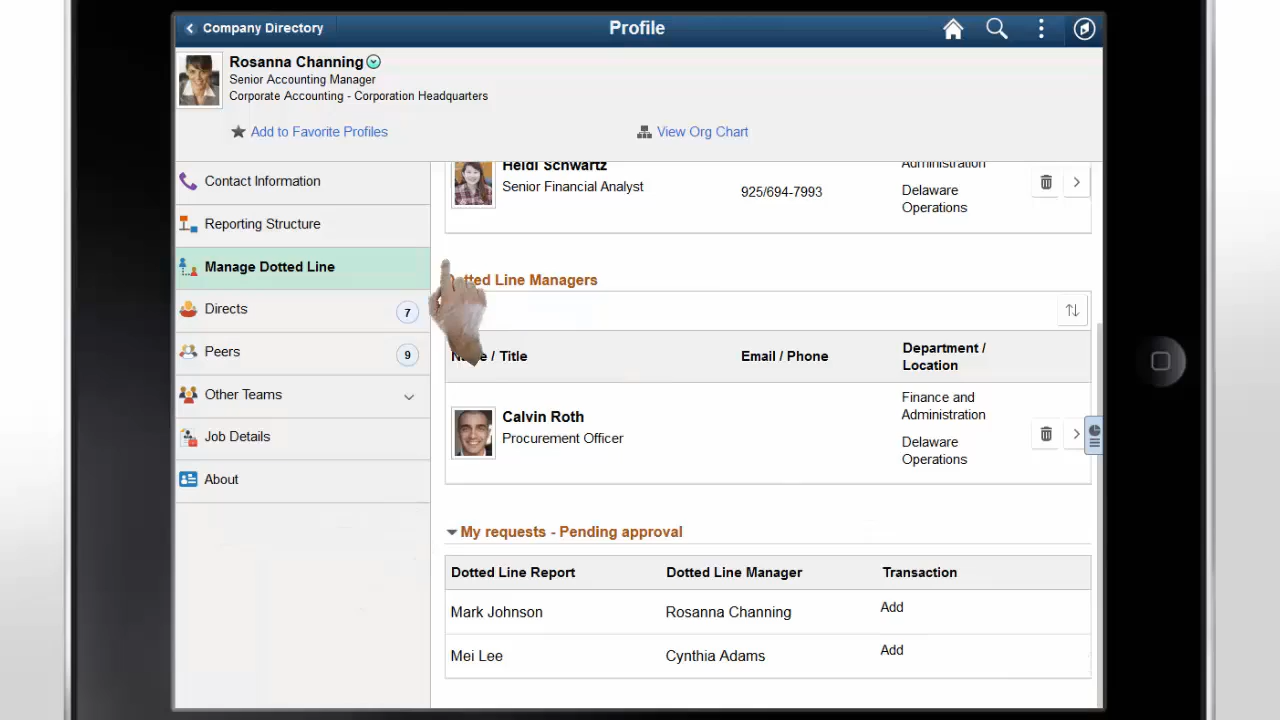 Company Directory
Profile
Rosanna Channing
Senior Accounting Manager
Corporate Accounting - Corporation Headquarters
Add to Favorite Profiles
View Org Chart
Contact Information
Reporting Structure
Manage Dotted Line
Directs
7
Peers
9
Other Teams
Job Details
About
Heidi Schwartz
Senior Financial Analyst
925/694-7993
Administration
Delaware
Operations
Dotted Line Managers
Name / Title
Email / Phone
Department /
Location
Calvin Roth
Procurement Officer
Finance and
Administration
Delaware
Operations
My requests - Pending approval
Dotted Line Report
Dotted Line Manager
Transaction
Mark Johnson
Rosanna Channing
Add
Mei Lee
Cynthia Adams
Add